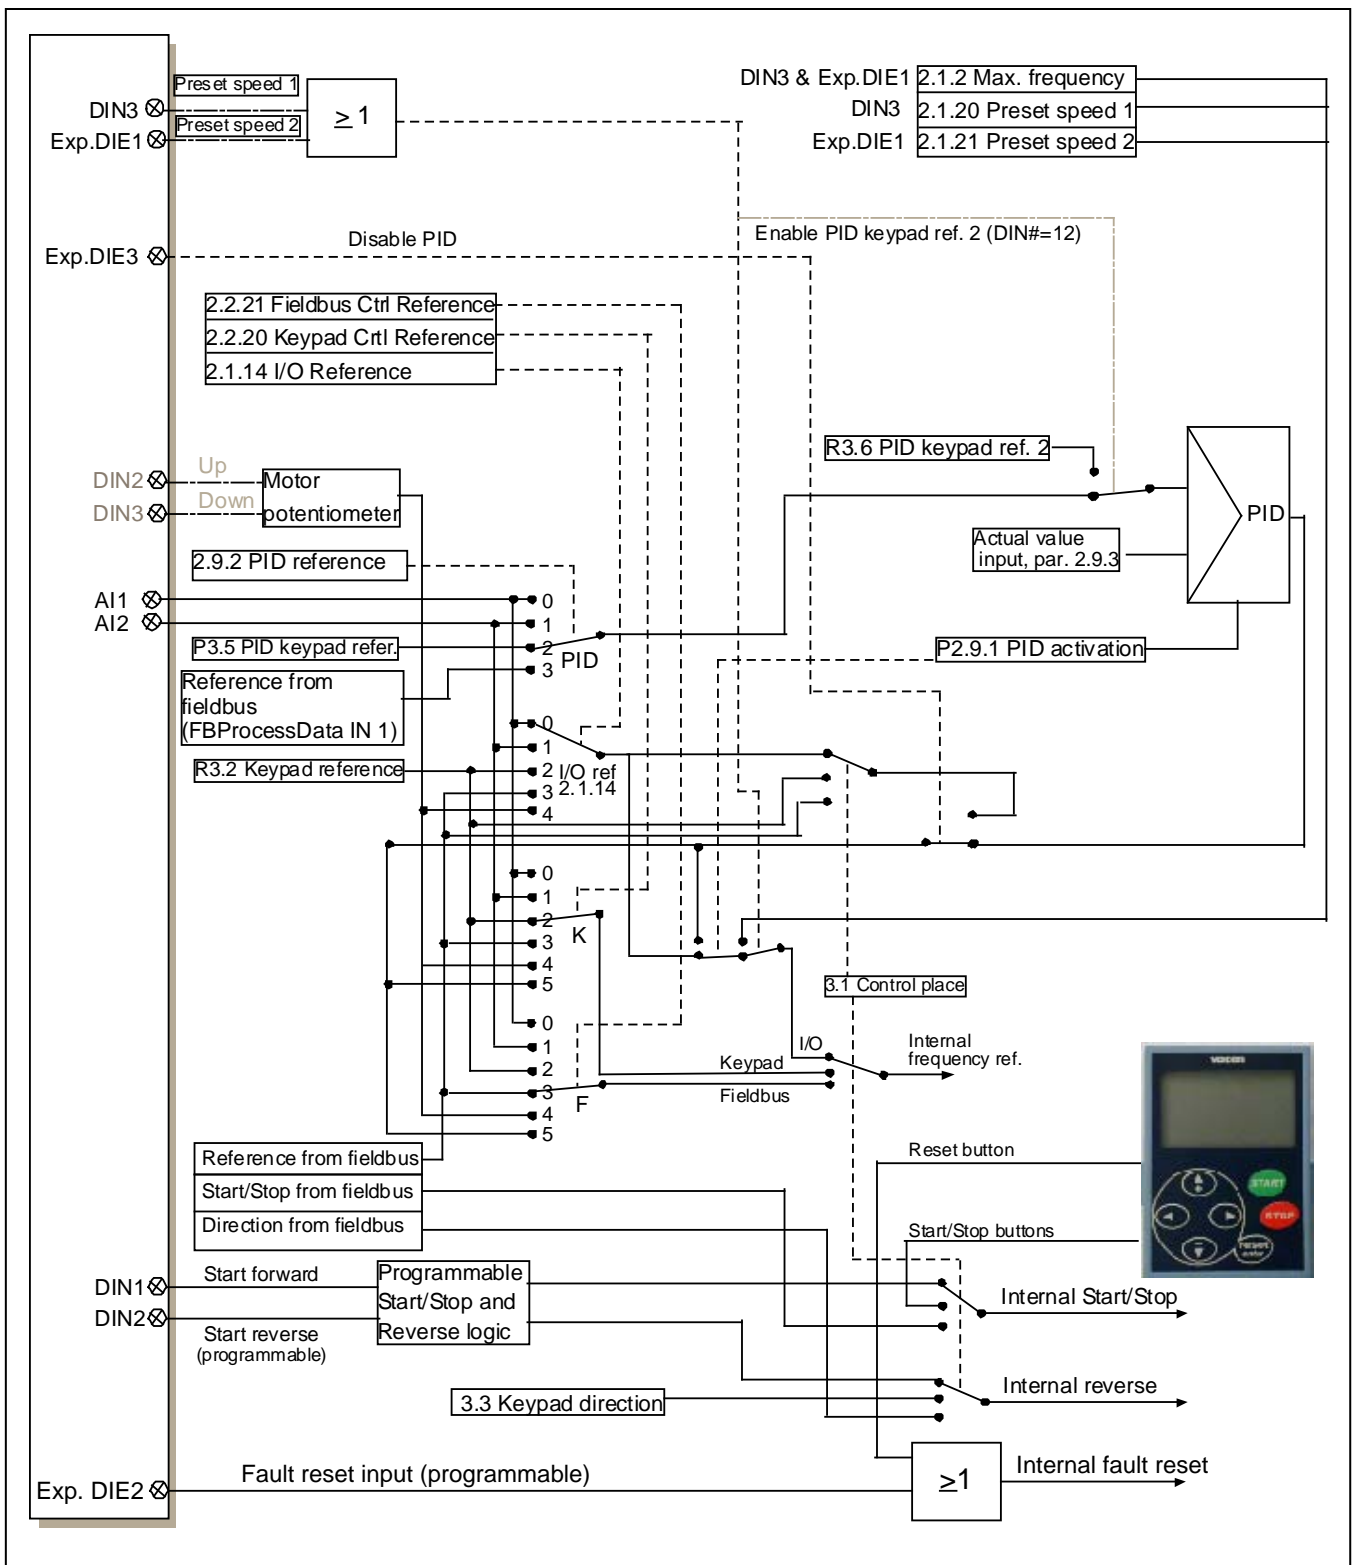 Preset speed 1
DIN3
Preset speed 2
Exp.DIE1
≥ 1
DIN3 & Exp.DIE1
2.1.2 Max. frequency
DIN3
2.1.20 Preset speed 1
Exp.DIE1
2.1.21 Preset speed 2
Disable PID
Enable PID keypad ref. 2 (DIN#=12)
Exp.DIE3
2.2.21 Fieldbus Ctrl Reference
2.2.20 Keypad Crtl Reference
2.1.14 I/O Reference
R3.6 PID keypad ref. 2
DIN2
Up
DIN3
Down
Motor
potentiometer
PID
Actual value
input, par. 2.9.3
2.9.2 PID reference
AI1
AI2
0
1
2
3
PID
P3.5 PID keypad refer.
P2.9.1 PID activation
Reference from
fieldbus
(FBProcessData IN 1)
R3.2 Keypad reference
0
1
2
3
4
I/O ref
2.1.14
0
1
2
3
4
5
K
3.1 Control place
0
1
2
3
4
5
F
I/O
Keypad
Fieldbus
Internal
frequency ref.
Reference from fieldbus
Start/Stop from fieldbus
Direction from fieldbus
Reset button
Start/Stop buttons
START
STOP
DIN1
Start forward
DIN2
Start reverse
(programmable)
Programmable
Start/Stop and
Reverse logic
Internal Start/Stop
3.3 Keypad direction
Internal reverse
Exp. DIE2
Fault reset input (programmable)
≥1
Internal fault reset